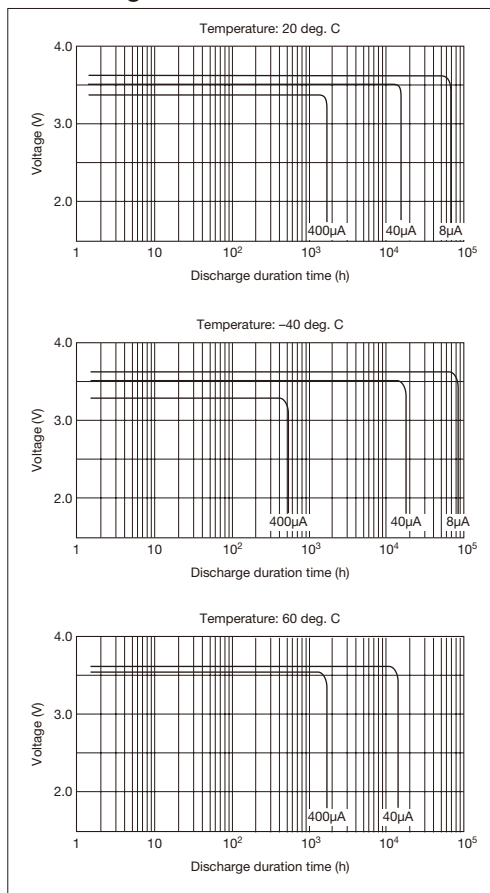 Temperature: 20 deg. C
4.0
3.0
2.0
Voltage (V)
400μA 40μA 8μA
1 10 10² 10³ 10⁴ 10⁵
Discharge duration time (h)
Temperature: –40 deg. C
4.0
3.0
2.0
Voltage (V)
400μA 40μA 8μA
1 10 10² 10³ 10⁴ 10⁵
Discharge duration time (h)
Temperature: 60 deg. C
4.0
3.0
2.0
Voltage (V)
400μA 40μA
1 10 10² 10³ 10⁴ 10⁵
Discharge duration time (h)